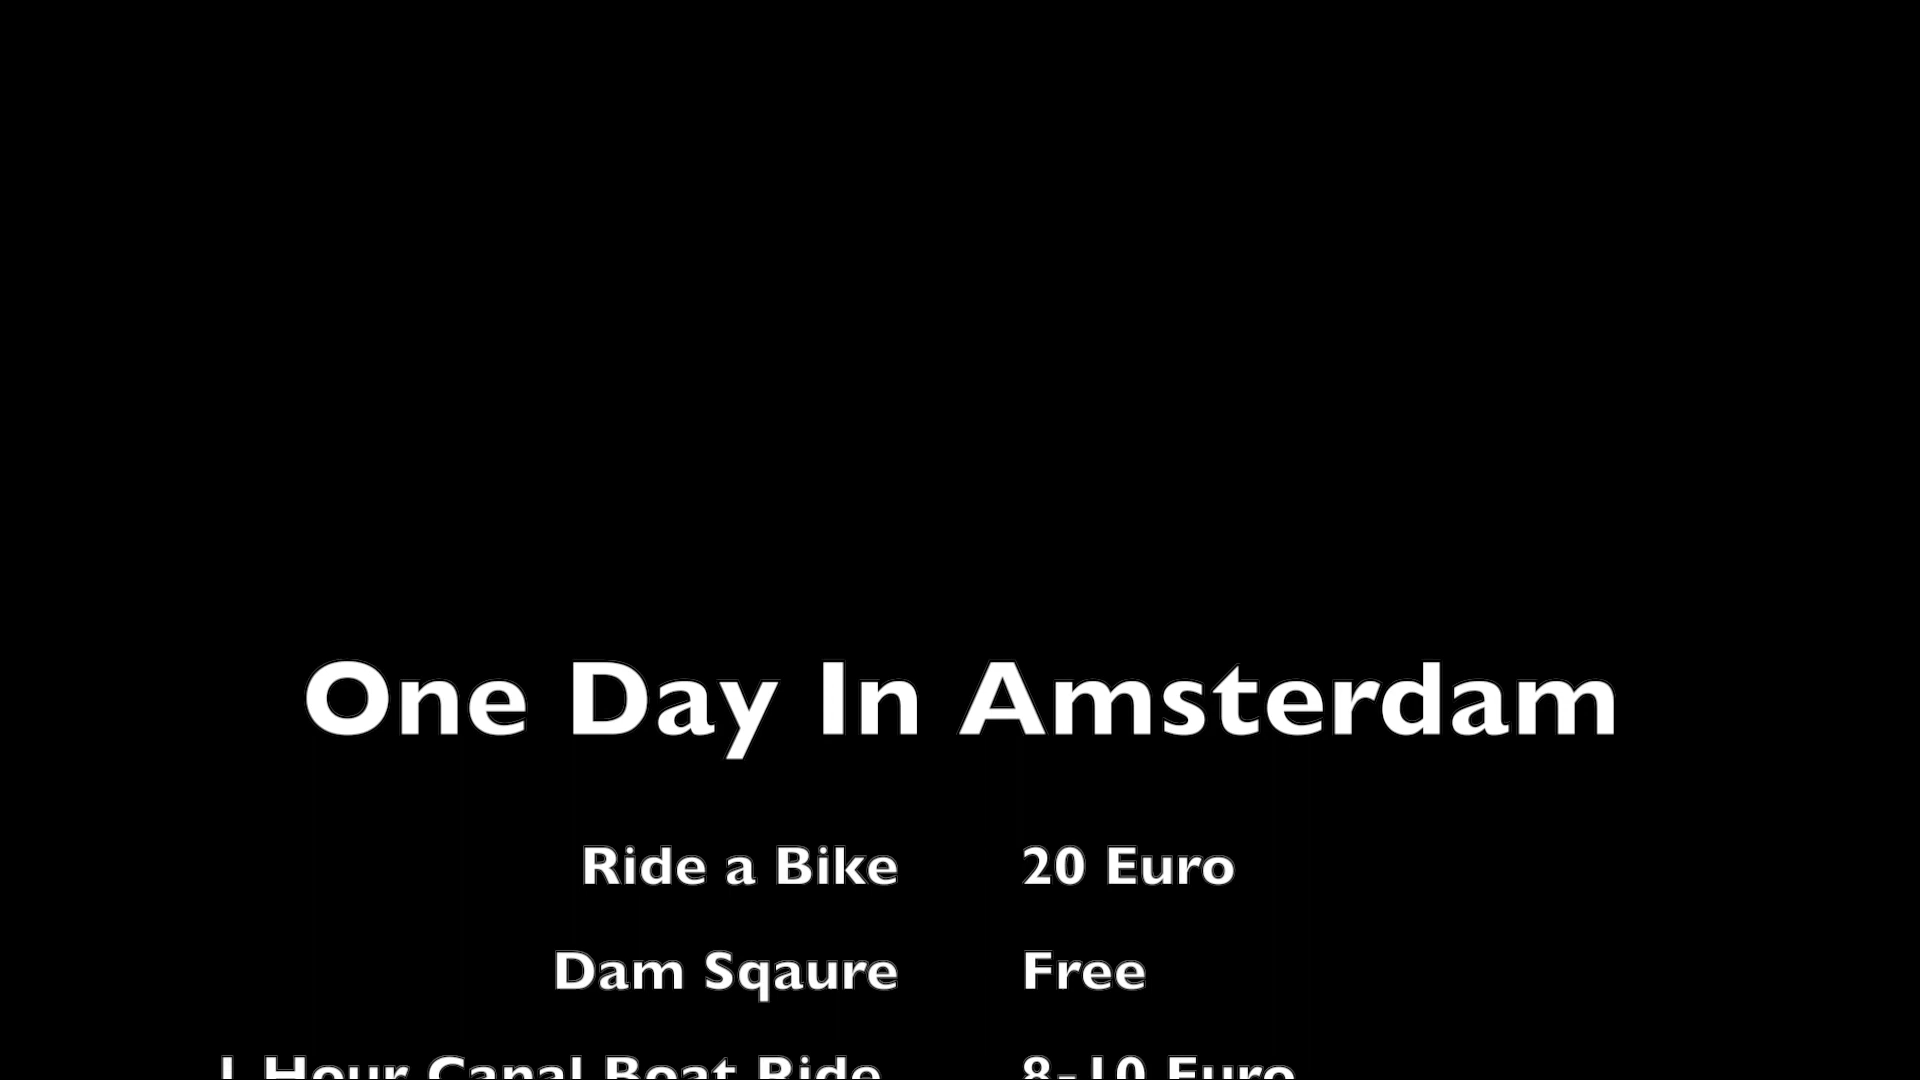 One Day In Amsterdam
Ride a Bike 20 Euro
Dam Sqaure Free
1 Hour Canal Boat Ride 8-10 Euro